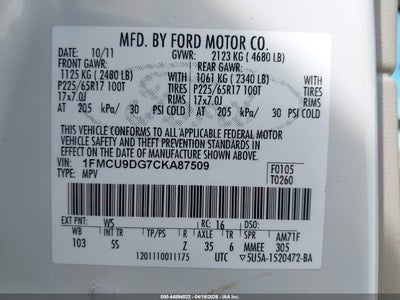 MFD. BY FORD MOTOR CO.
DATE: 10/11 GVWR: 2123 KG ( 4680 LB)
FRONT GAWR: REAR GAWR:
1125 KG ( 2480 LB) 1061 KG ( 2340 LB)
P225/65R17 100T TIRES P225/65R17 100T TIRES
17x7.0J RIMS 17x7.0J RIMS
AT 205 kPa/ 30 PSI COLD AT 205 kPa/ 30 PSI COLD
THIS VEHICLE CONFORMS TO ALL APPLICABLE FEDERAL MOTOR
VEHICLE SAFETY AND THEFT PREVENTION STANDARDS IN EFFECT
ON THE DATE OF MANUFACTURE SHOWN ABOVE.
VIN: 1FMCU9DG7CKA87509 F0105
TYPE: MPV T0260
EXT PNT: WS RC: 16
WB INT TR TP/PS R AXLE TR SPR AM71F
103 5S Z 35 6 MMEE 305
1201110011175 UTC 5U5A-1520472-BA
44894022 - 04/16/2026 - IAA